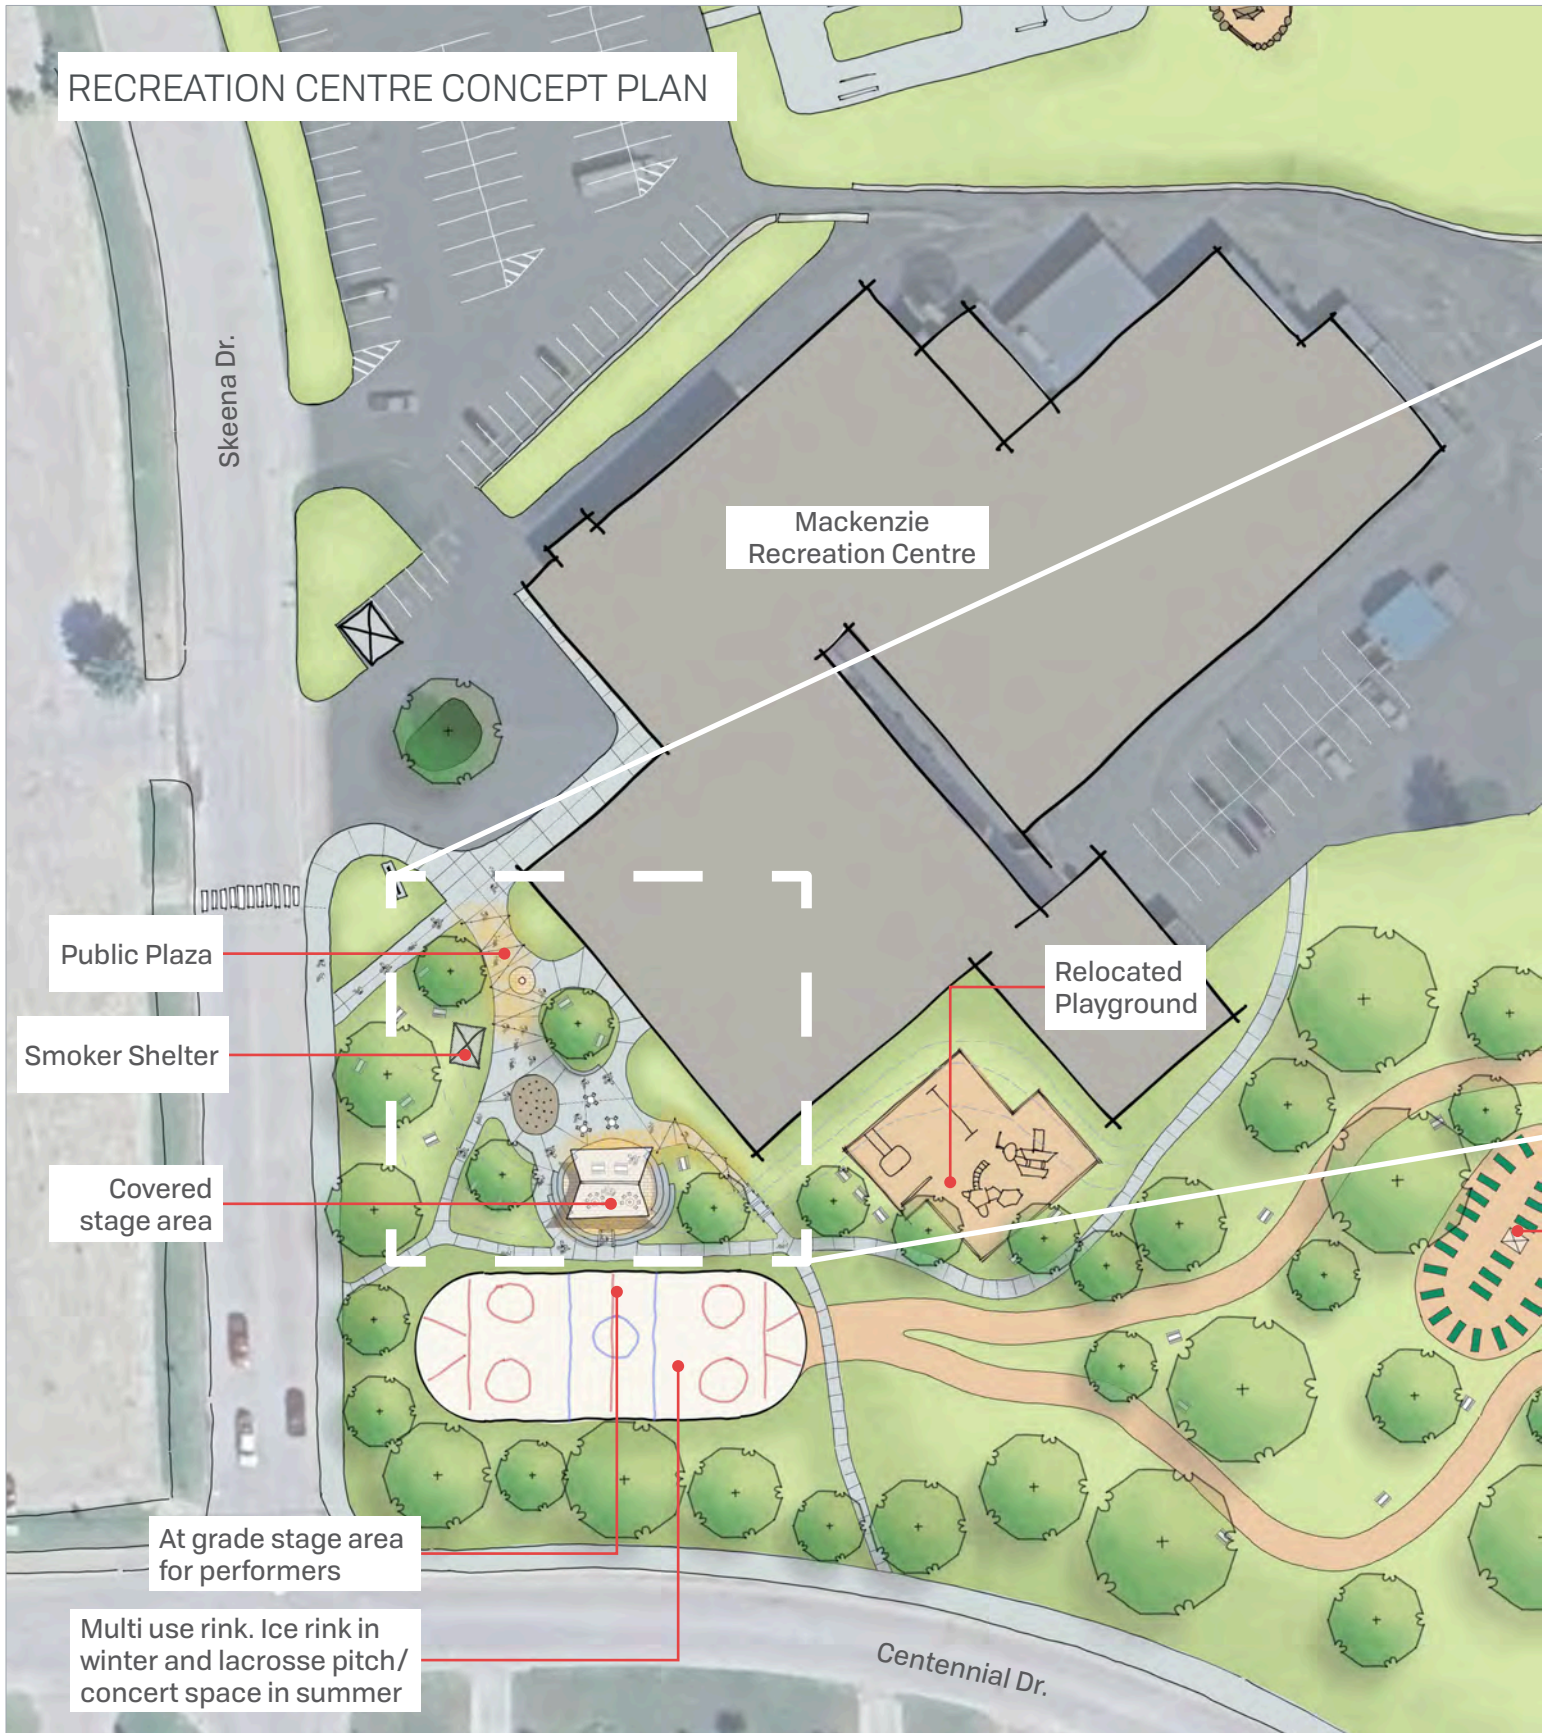 RECREATION CENTRE CONCEPT PLAN
Skeena Dr.
Mackenzie
Recreation Centre
Public Plaza
Relocated
Playground
Smoker Shelter
Covered
stage area
At grade stage area
for performers
Multi use rink. Ice rink in
winter and lacrosse pitch/
concert space in summer
Centennial Dr.